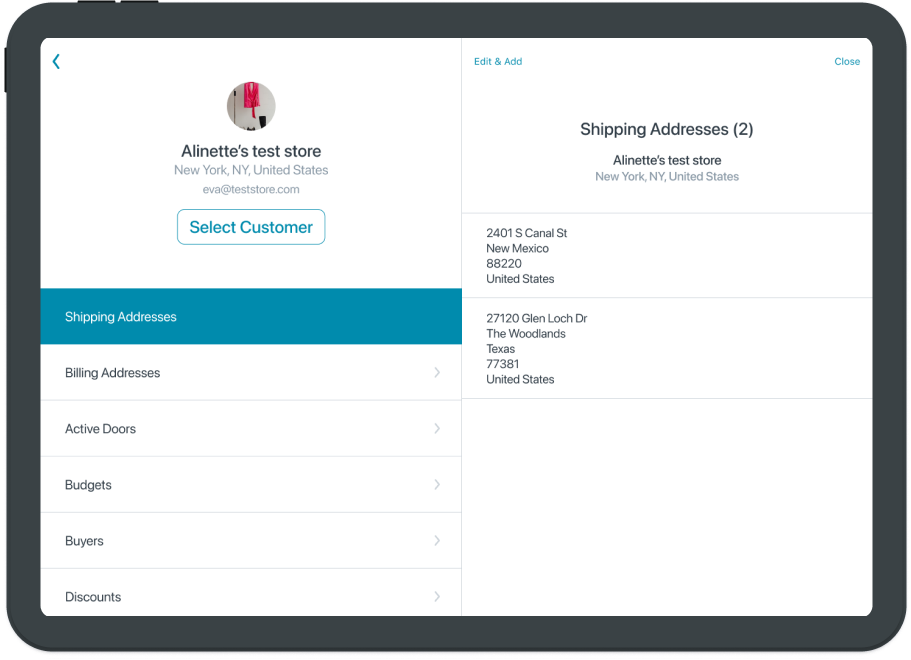 Alinette's test store
New York, NY, United States
eva@teststore.com
Select Customer
Shipping Addresses
Billing Addresses
Active Doors
Budgets
Buyers
Discounts
Edit & Add
Close
Shipping Addresses (2)
Alinette's test store
New York, NY, United States
2401 S Canal St
New Mexico
88220
United States
27120 Glen Loch Dr
The Woodlands
Texas
77381
United States